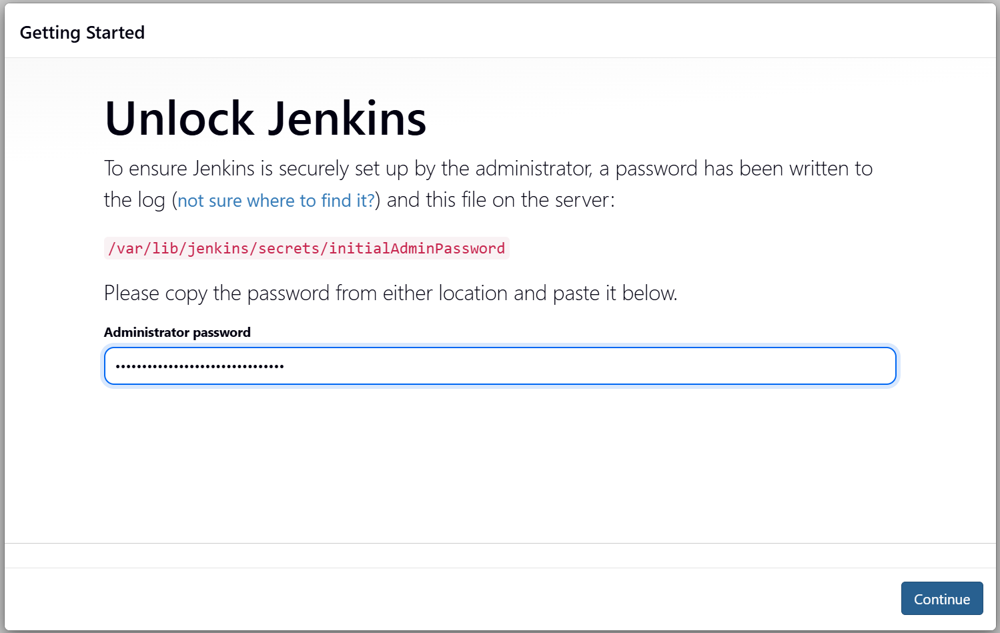 Getting Started
Unlock Jenkins
To ensure Jenkins is securely set up by the administrator, a password has been written to
the log (not sure where to find it?) and this file on the server:
/var/lib/jenkins/secrets/initialAdminPassword
Please copy the password from either location and paste it below.
Administrator password
••••••••••••••••••••••••••••••••
Continue